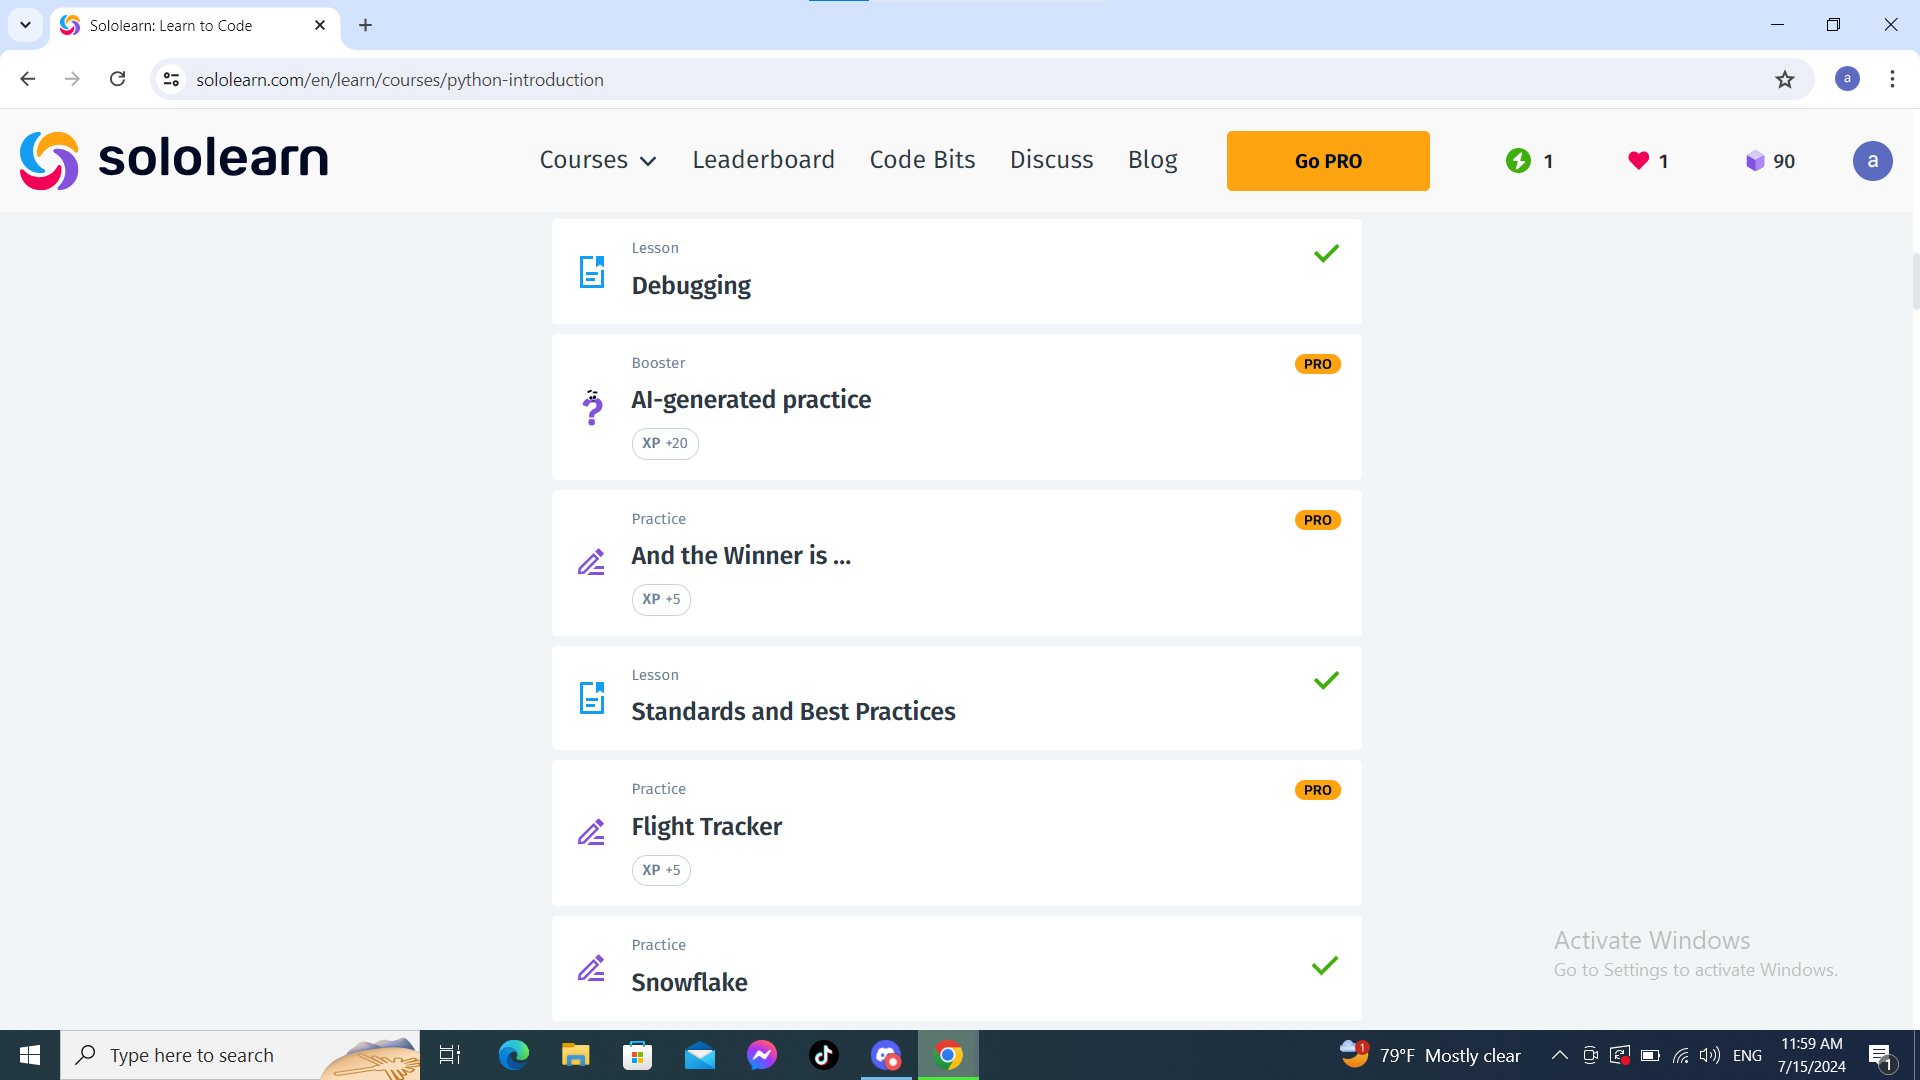 Sololearn: Learn to Code
sololearn.com/en/learn/courses/python-introduction
a
sololearn
Courses
Leaderboard
Code Bits
Discuss
Blog
Go PRO
1
1
90
a
Lesson
Debugging
Booster
PRO
AI-generated practice
XP +20
Practice
PRO
And the Winner is ...
XP +5
Lesson
Standards and Best Practices
Practice
PRO
Flight Tracker
XP +5
Practice
Snowflake
Activate Windows
Go to Settings to activate Windows.
Type here to search
1
79°F Mostly clear
ENG
11:59 AM
7/15/2024
1